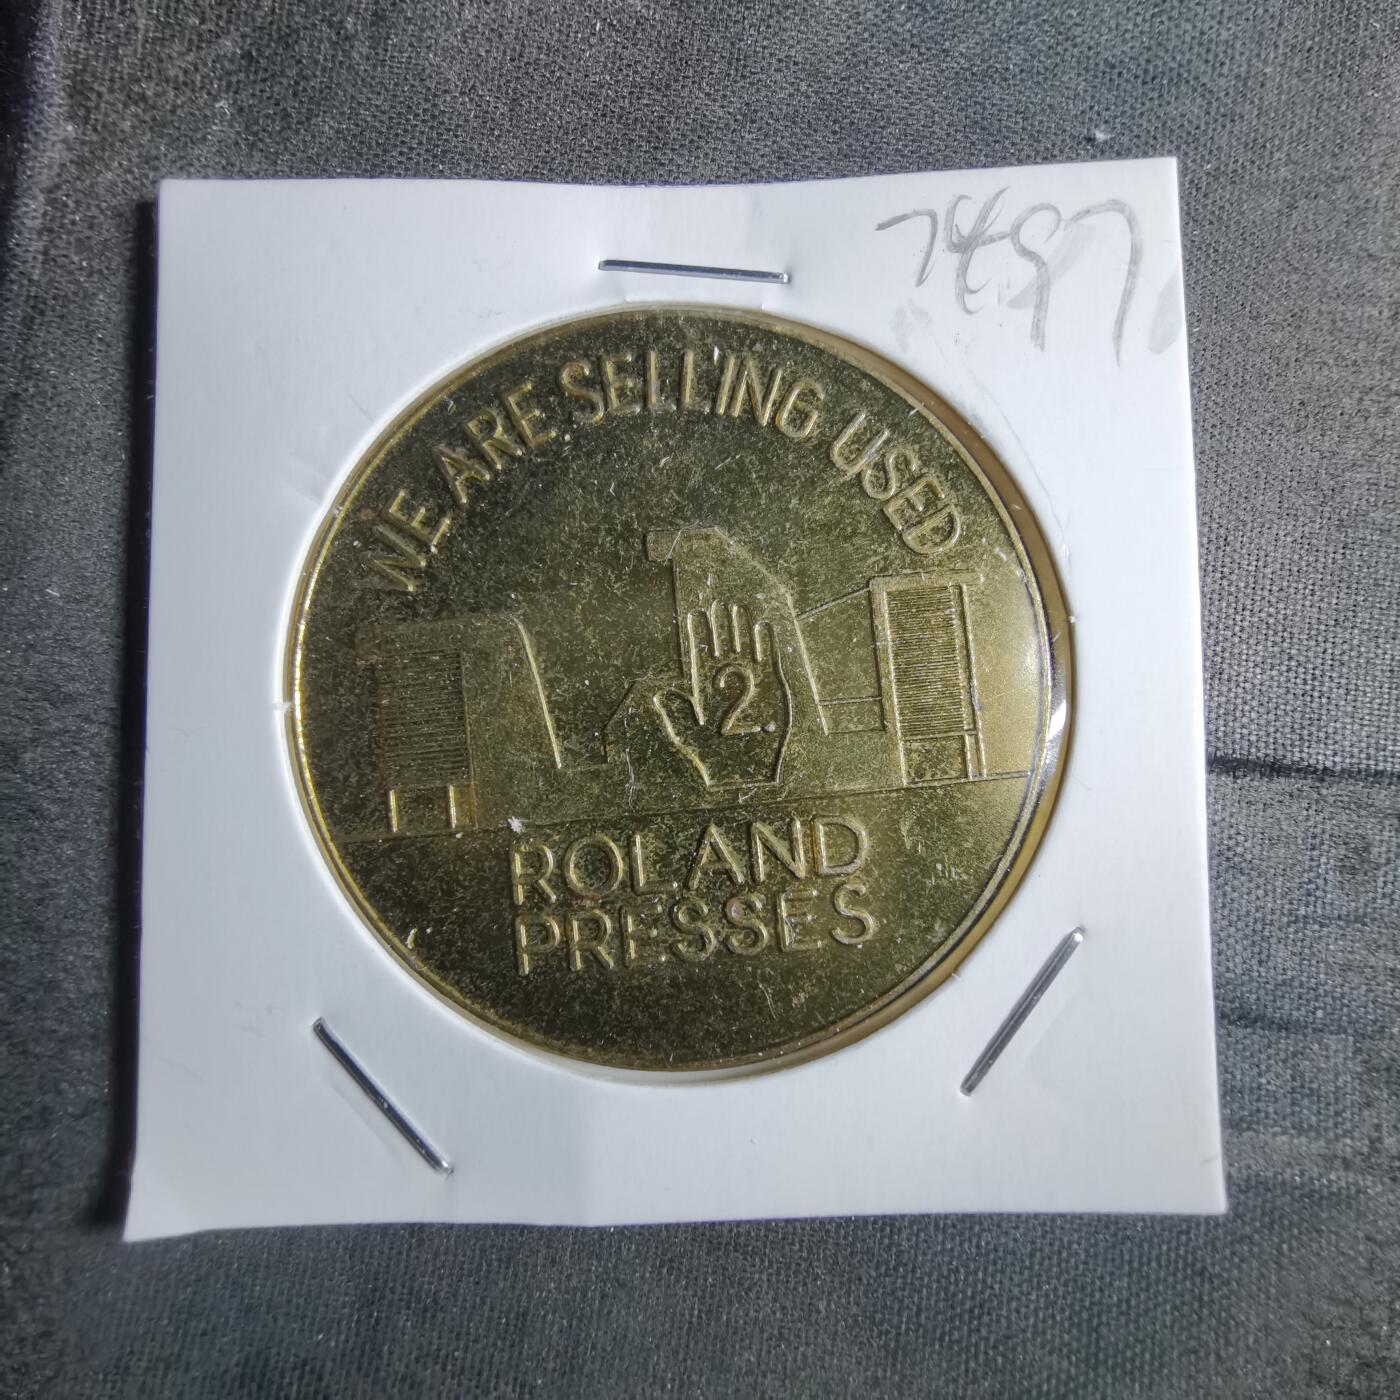 WE ARE SELLING USED
2.
ROLAND
PRESSES